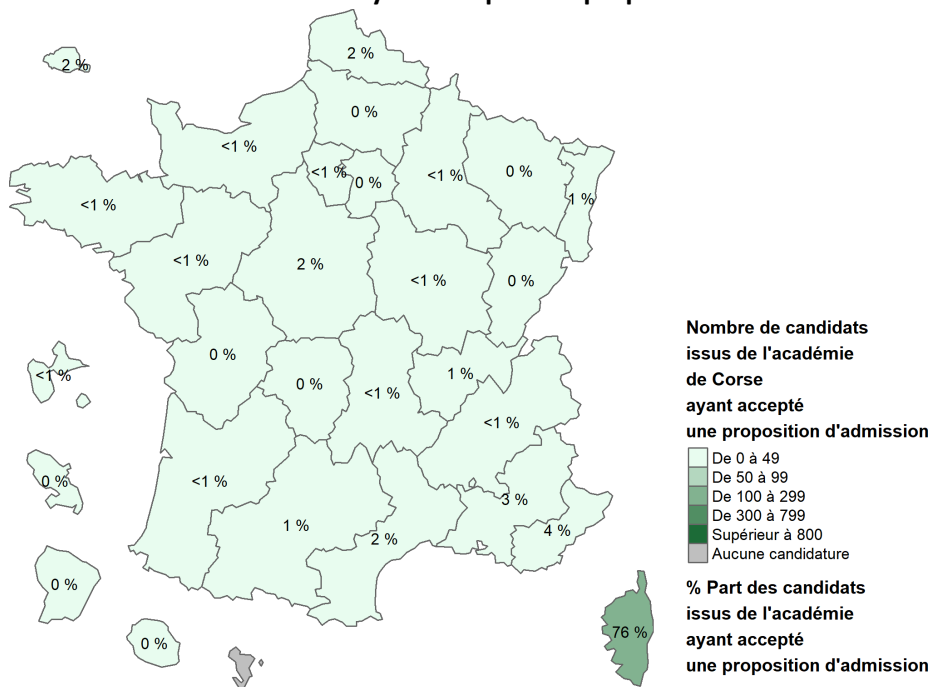 2 %
2 %
0 %
<1 %
<1 %
0 %
<1 %
0 %
1 %
<1 %
<1 %
2 %
<1 %
0 %
0 %
0 %
<1 %
1 %
<1 %
<1 %
<1 %
3 %
0 %
1 %
2 %
4 %
0 %
0 %
76 %
Nombre de candidats
issus de l'académie
de Corse
ayant accepté
une proposition d'admission
De 0 à 49
De 50 à 99
De 100 à 299
De 300 à 799
Supérieur à 800
Aucune candidature
% Part des candidats
issus de l'académie
ayant accepté
une proposition d'admission